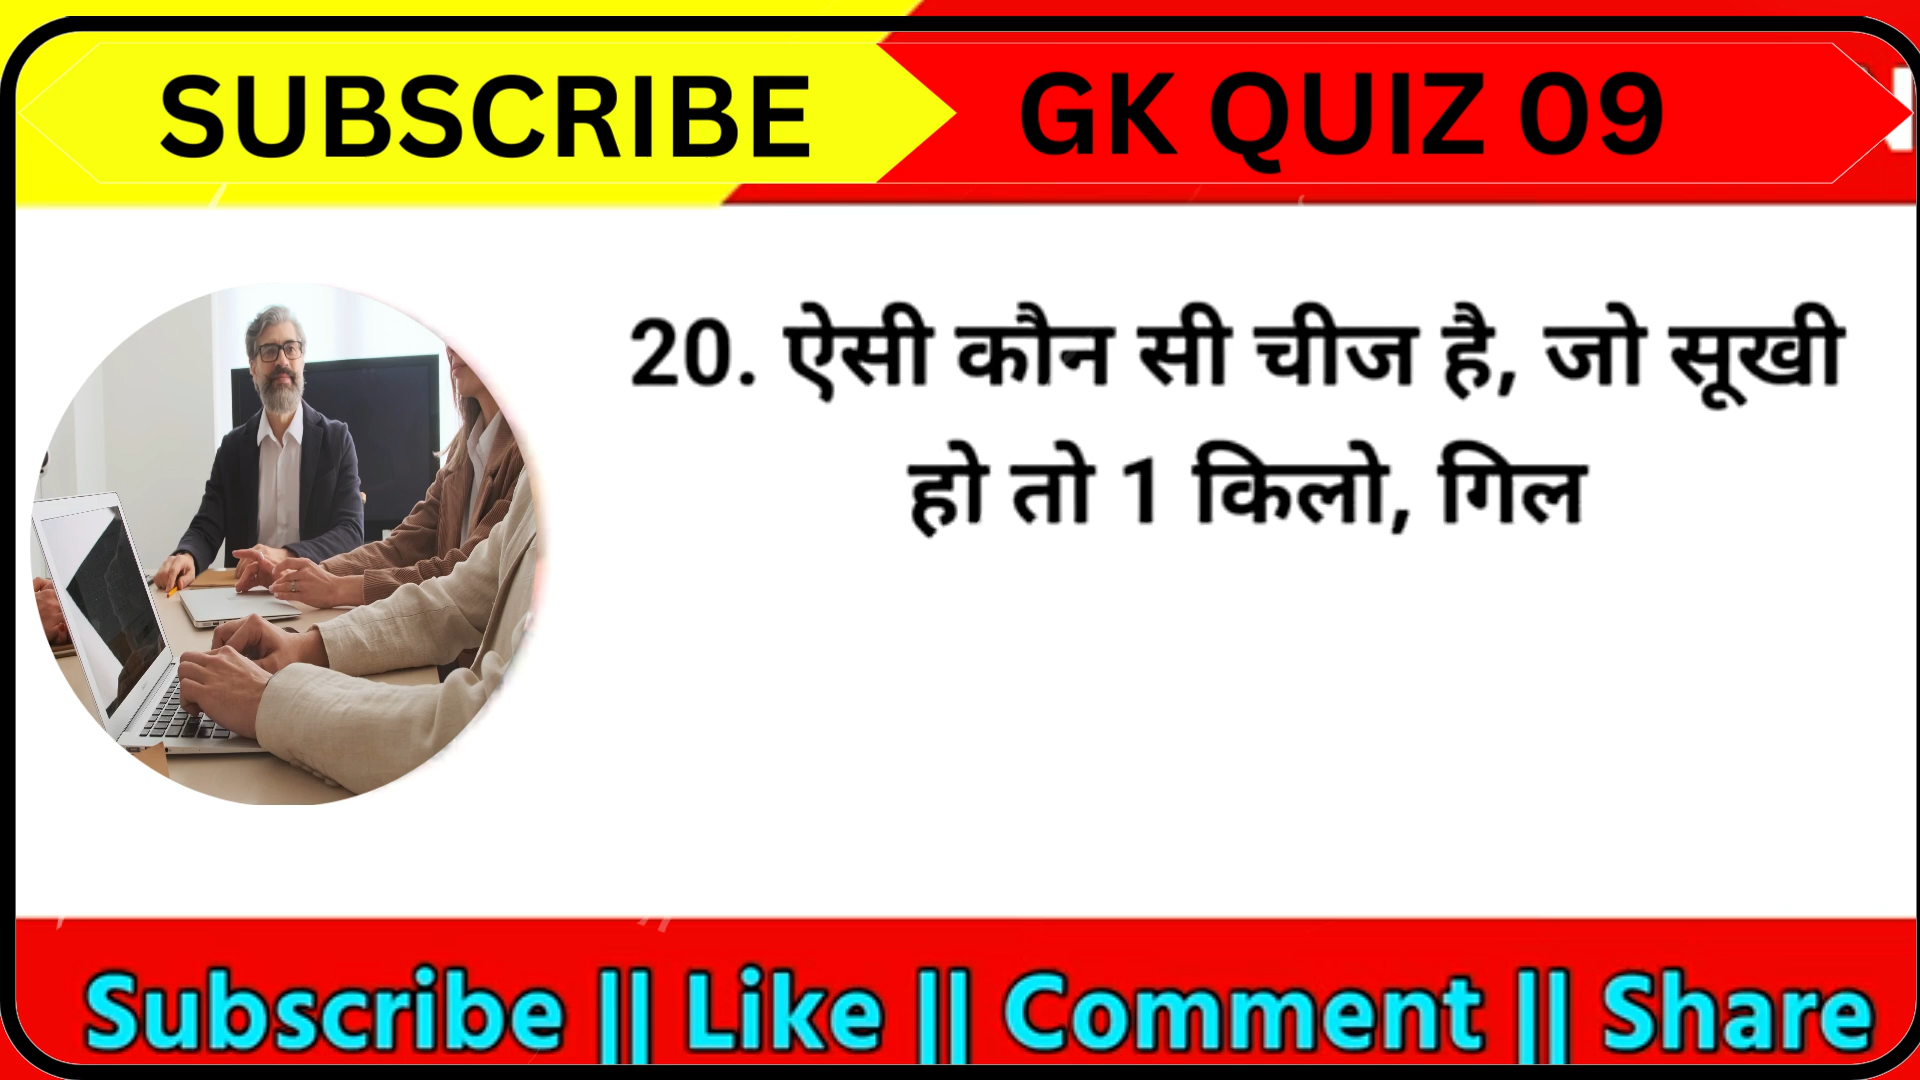 SUBSCRIBE
GK QUIZ 09
20. ऐसी कौन सी चीज है, जो सूखी
हो तो 1 किलो, गिल
Subscribe || Like || Comment || Share